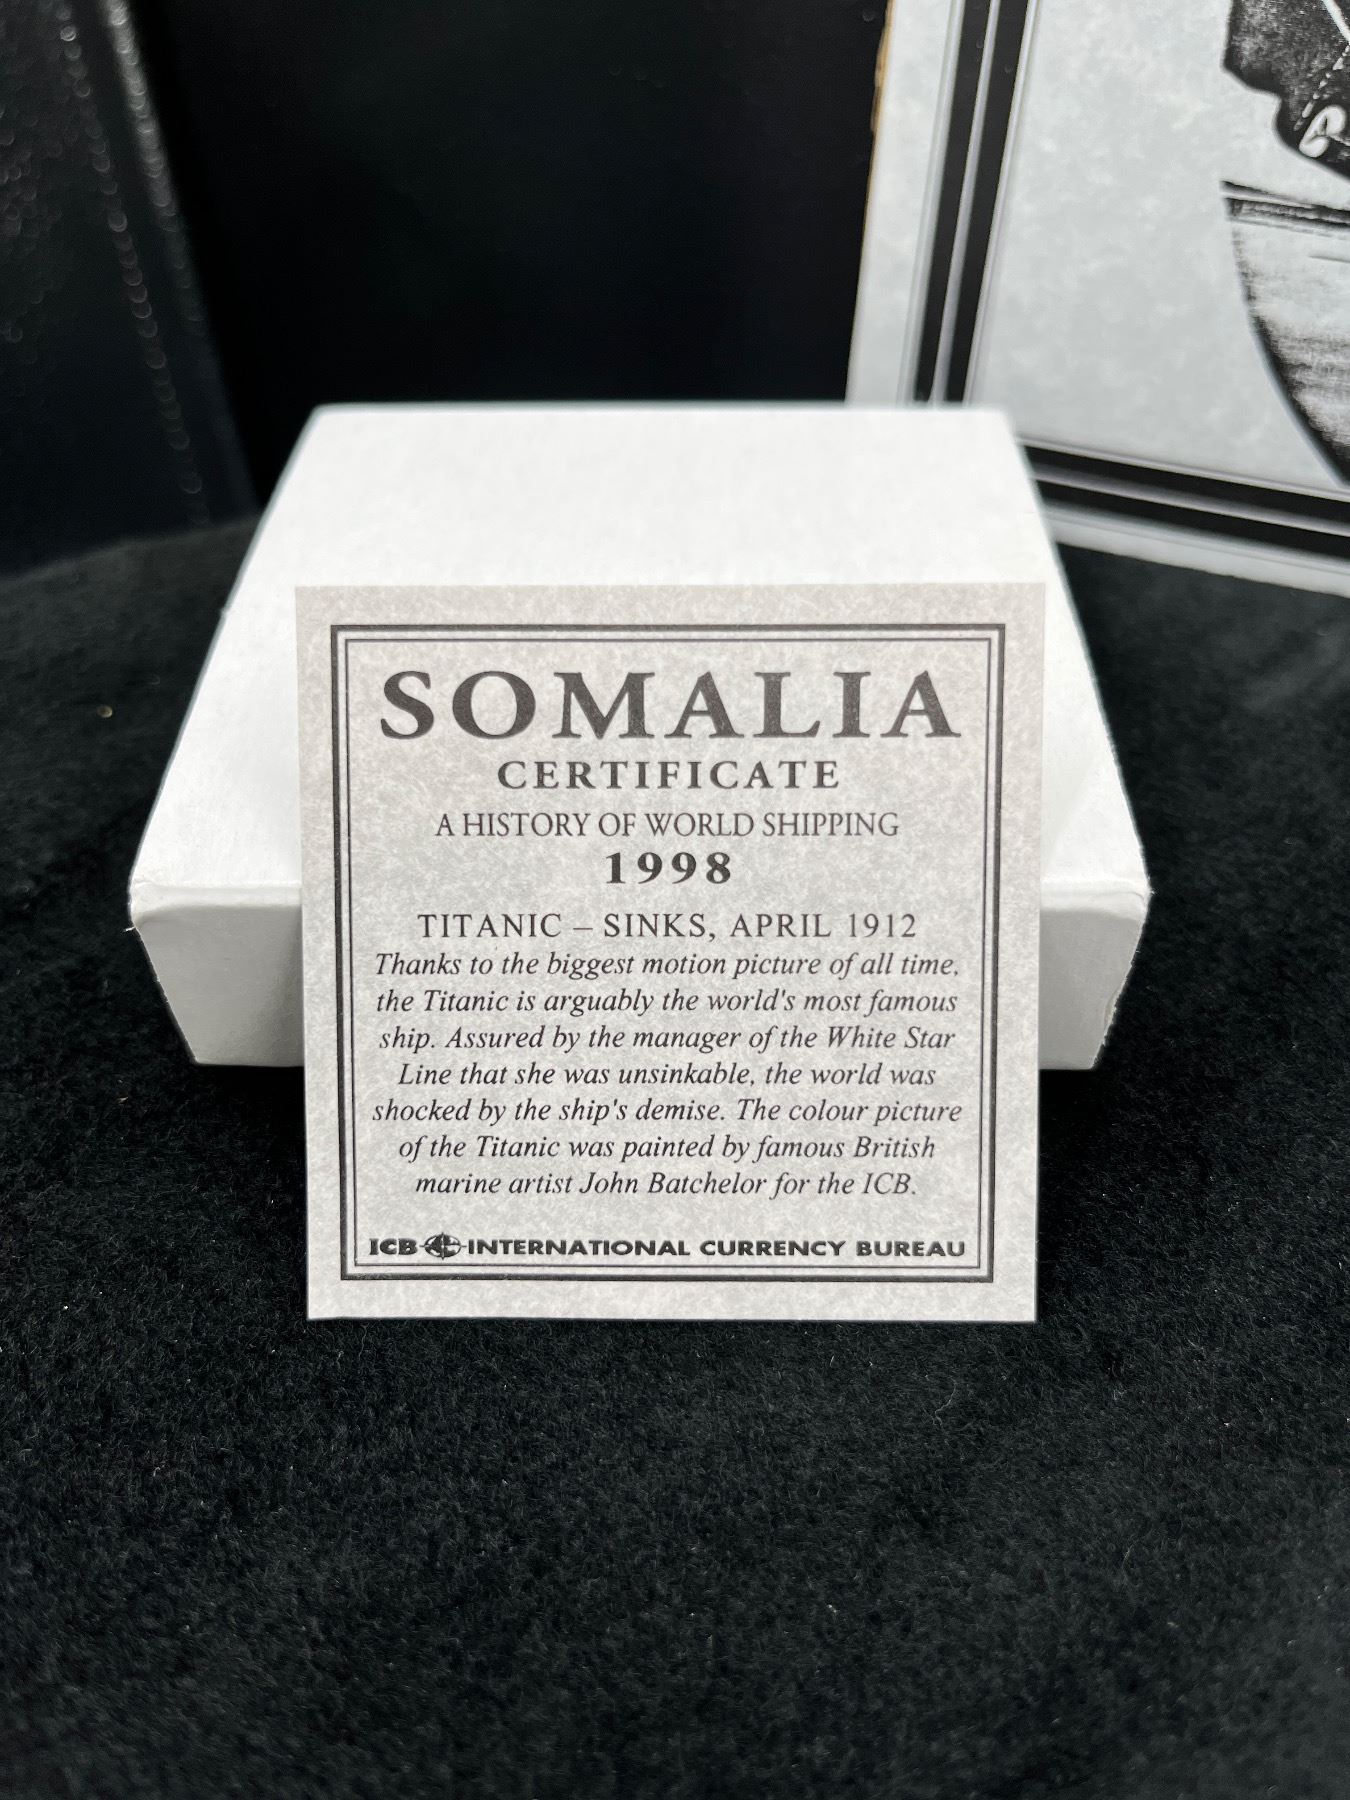 SOMALIA
CERTIFICATE
A HISTORY OF WORLD SHIPPING
1998
TITANIC – SINKS, APRIL 1912
Thanks to the biggest motion picture of all time,
the Titanic is arguably the world's most famous
ship. Assured by the manager of the White Star
Line that she was unsinkable, the world was
shocked by the ship's demise. The colour picture
of the Titanic was painted by famous British
marine artist John Batchelor for the ICB.
ICB INTERNATIONAL CURRENCY BUREAU